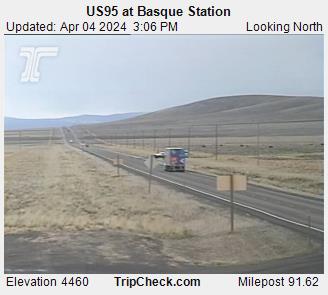 US95 at Basque Station
Updated: Apr 04 2024 3:06 PM Looking North
Elevation 4460 TripCheck.com Milepost 91.62